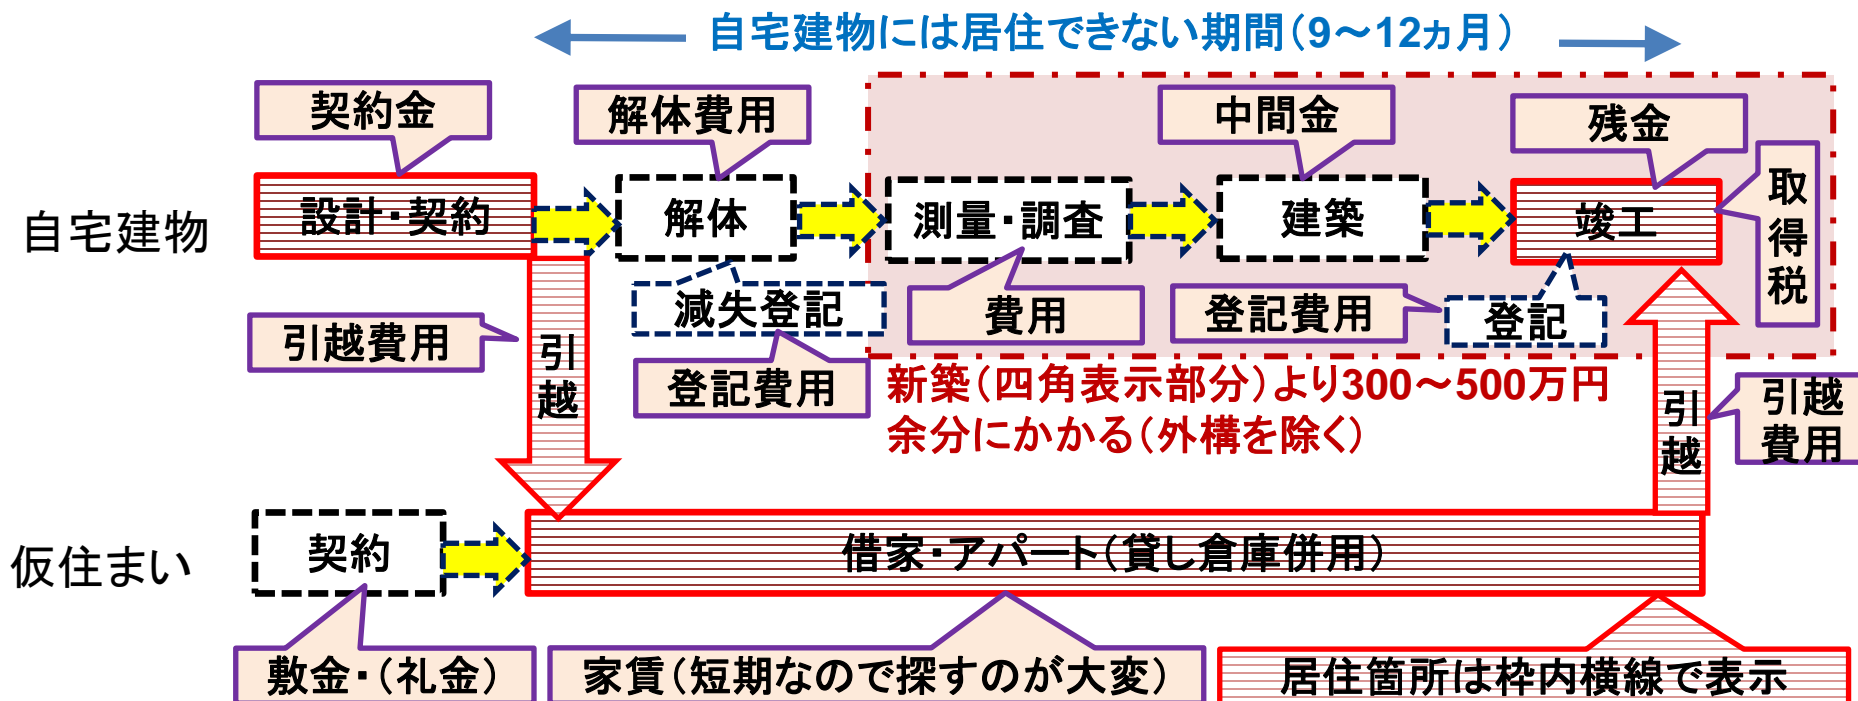 自宅建物には居住できない期間(9〜12ヵ月)
契約金
解体費用
中間金
残金
取得税
自宅建物
設計・契約
解体
測量・調査
建築
竣工
減失登記
費用
登記費用
登記
引越費用
引越
登記費用
新築(四角表示部分)より300〜500万円
余分にかかる(外構を除く)
引越
引越
費用
仮住まい
契約
借家・アパート(貸し倉庫併用)
敷金・(礼金)
家賃(短期なので探すのが大変)
居住箇所は枠内横線で表示